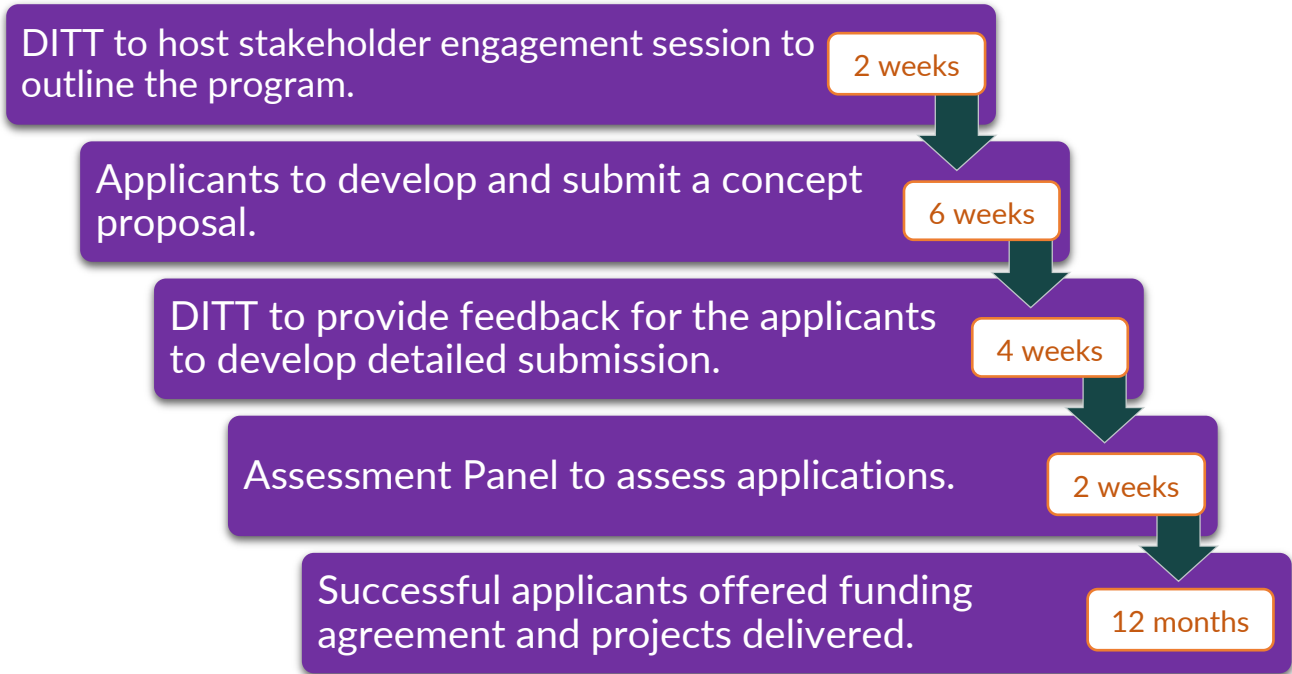 DITT to host stakeholder engagement session to
outline the program.
2 weeks
Applicants to develop and submit a concept
proposal.
6 weeks
DITT to provide feedback for the applicants
to develop detailed submission.
4 weeks
Assessment Panel to assess applications.
2 weeks
Successful applicants offered funding
agreement and projects delivered.
12 months